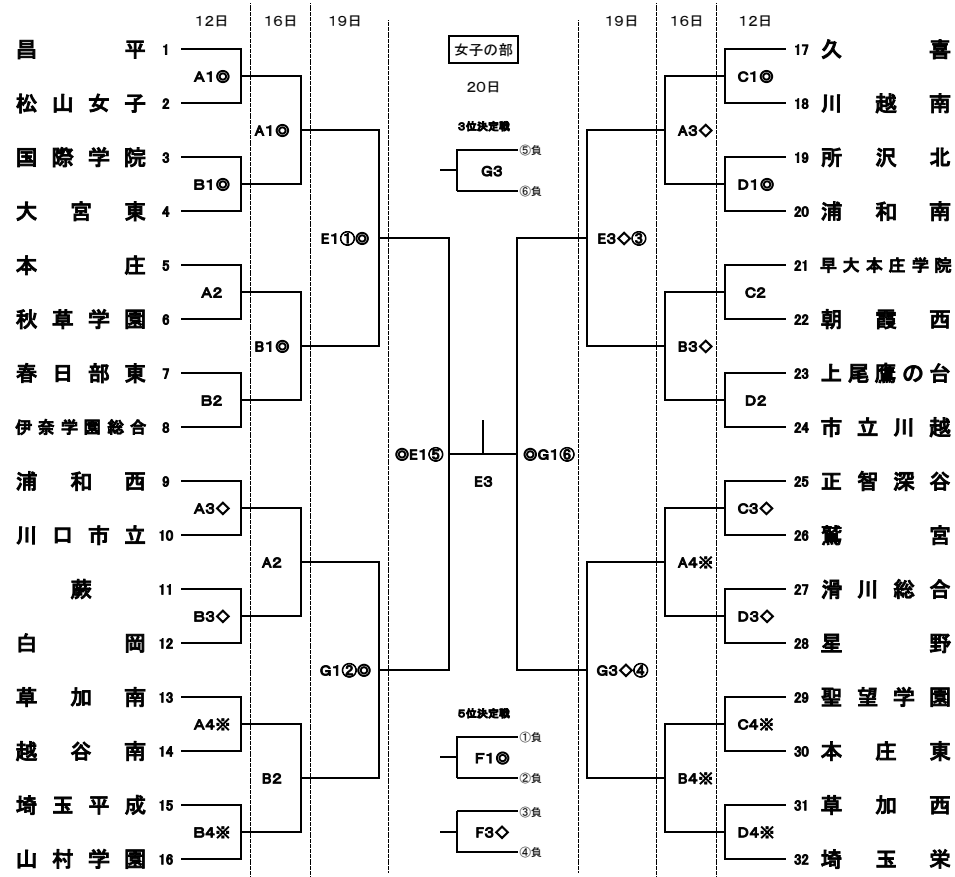 12日 16日 19日 19日 16日 12日
女子の部
20日
昌平 1
A1◎
松山女子 2
A1◎
国際学院 3
B1◎
大宮東 4
E1①◎
本庄 5
A2
秋草学園 6
B1◎
春日部東 7
B2
伊奈学園総合 8
◎E1⑤
浦和西 9
A3◇
川口市立 10
A2
蕨 11
B3◇
白岡 12
G1②◎
草加南 13
A4※
越谷南 14
B2
埼玉平成 15
B4※
山村学園 16
3位決定戦
⑤負
G3
⑥負
E3
5位決定戦
①負
F1◎
②負
③負
F3◇
④負
17 久喜
C1◎
18 川越南
A3◇
19 所沢北
D1◎
20 浦和南
E3◇③
21 早大本庄学院
C2
22 朝霞西
B3◇
23 上尾鷹の台
D2
24 市立川越
◎G1⑥
25 正智深谷
C3◇
26 鷲宮
A4※
27 滑川総合
D3◇
28 星野
G3◇④
29 聖望学園
C4※
30 本庄東
B4※
31 草加西
D4※
32 埼玉栄